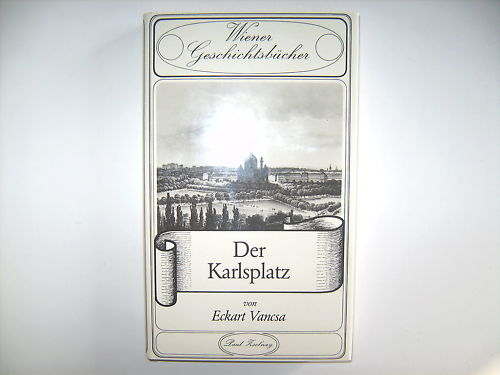 Wiener
Geschichtsbücher
Der
Karlsplatz
von
Eckart Vancsa
Paul Zsolnay